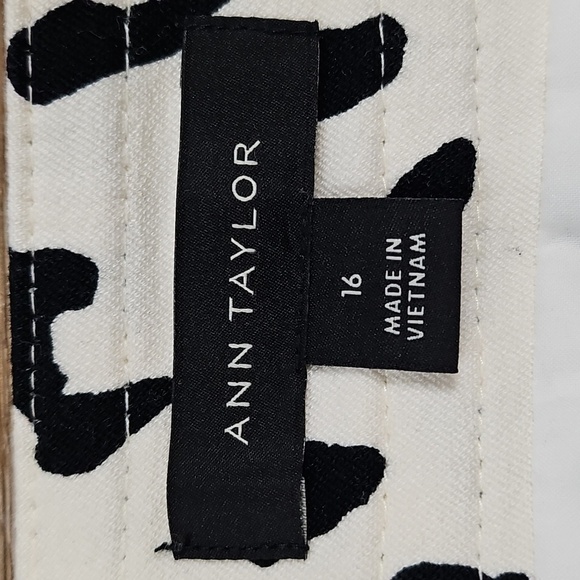 ANN TAYLOR
16
MADE IN
VIETNAM